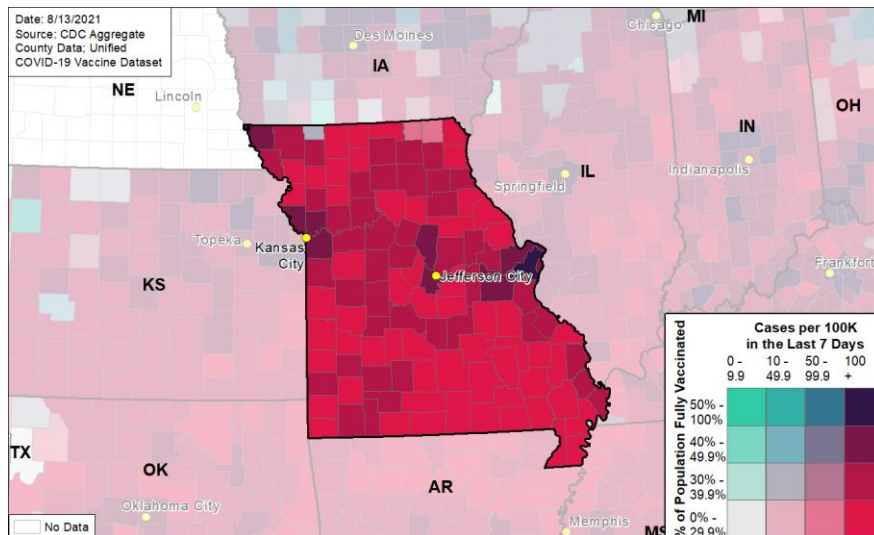 Date: 8/13/2021
Source: CDC Aggregate
County Data; Unified
COVID-19 Vaccine Dataset
MI
Chicago
Des Moines
IA
NE
Lincoln
OH
IN
Indianapolis
IL
Springfield
Topeka
Kansas
City
Jefferson City
Frankfort
KS
Cases per 100K
in the Last 7 Days
0 -
9.9
10 -
49.9
50 -
99.9
100
+
% of Population Fully Vaccinated
50% -
100%
40% -
49.9%
30% -
39.9%
0% -
29.9%
TX
OK
AR
Oklahoma City
Memphis
MS
No Data